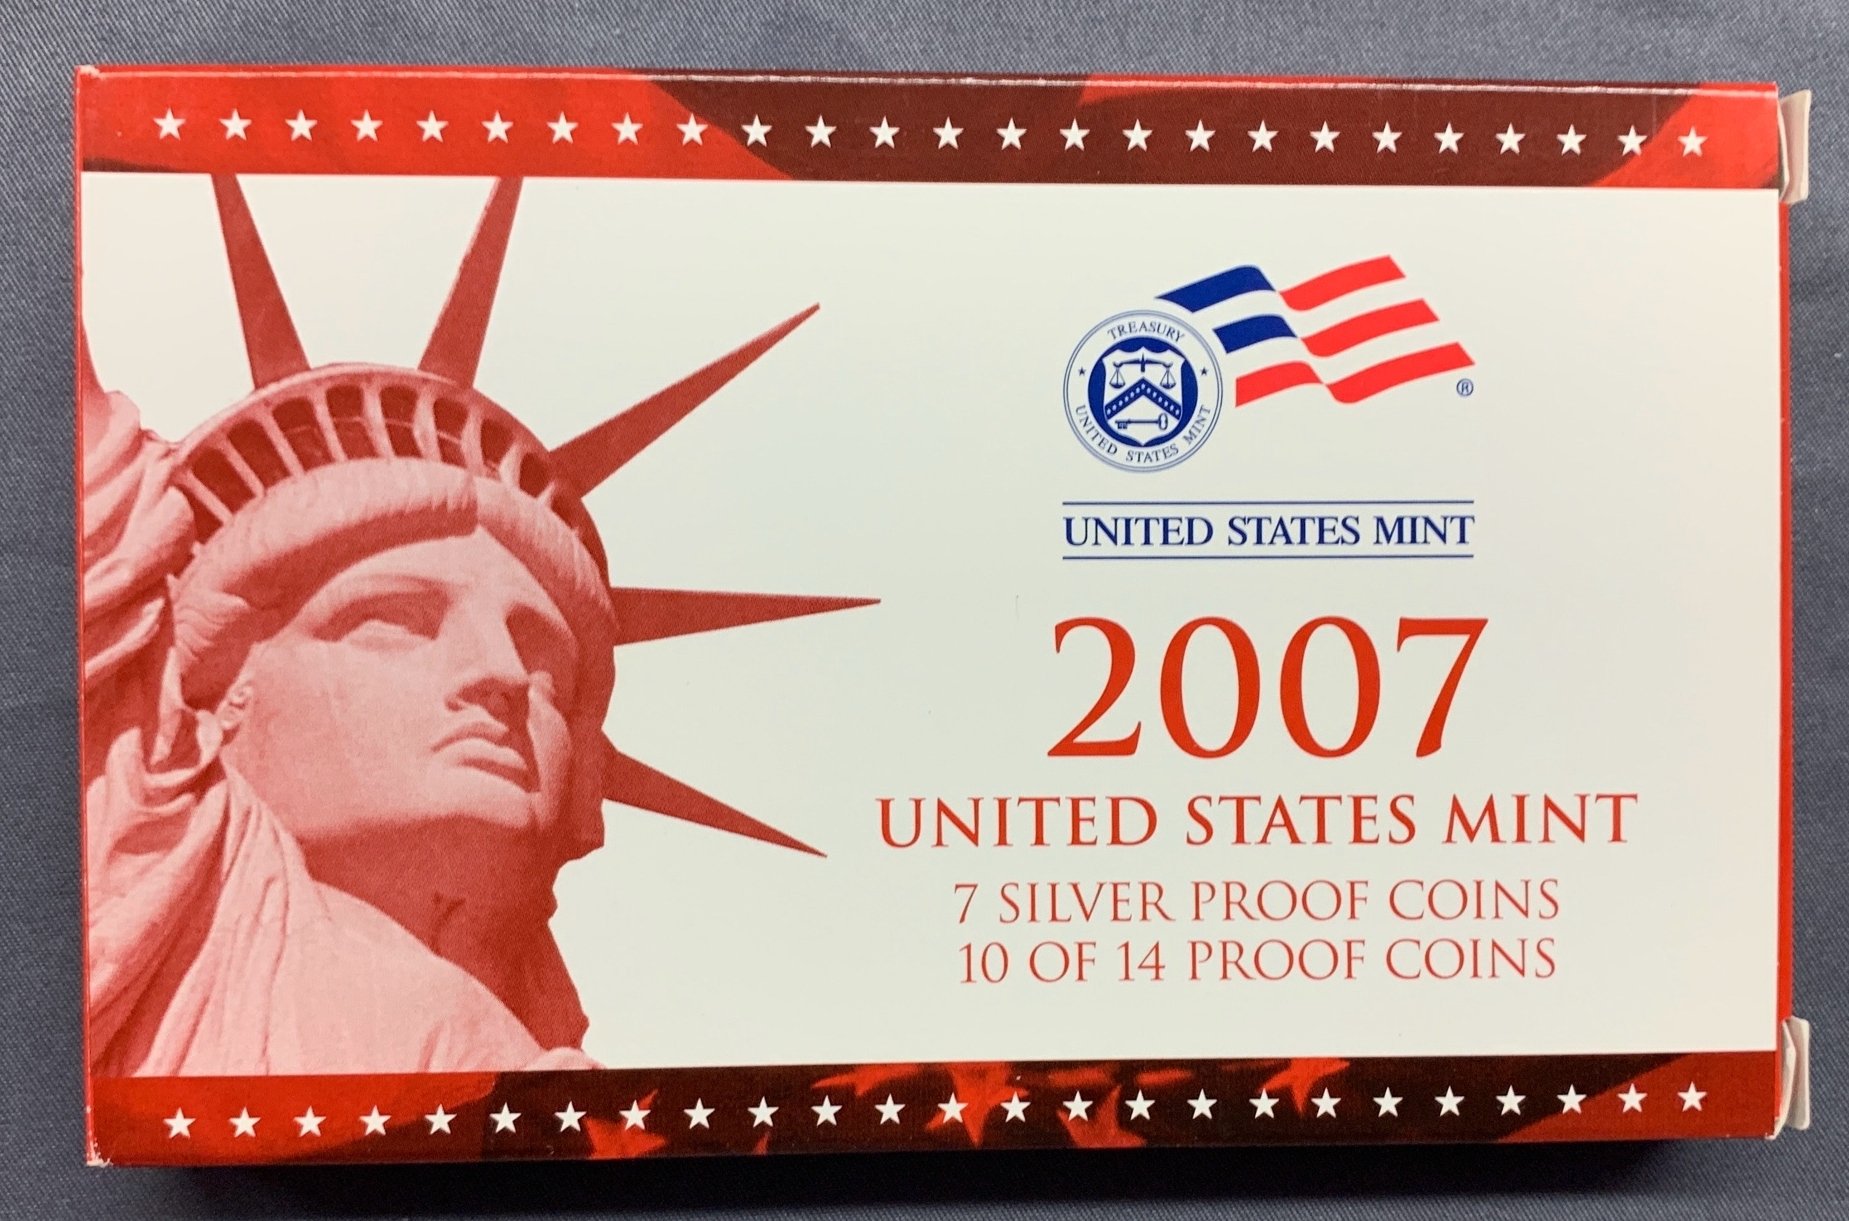 TREASURY
UNITED STATES MINT
®
UNITED STATES MINT
2007
UNITED STATES MINT
7 SILVER PROOF COINS
10 OF 14 PROOF COINS